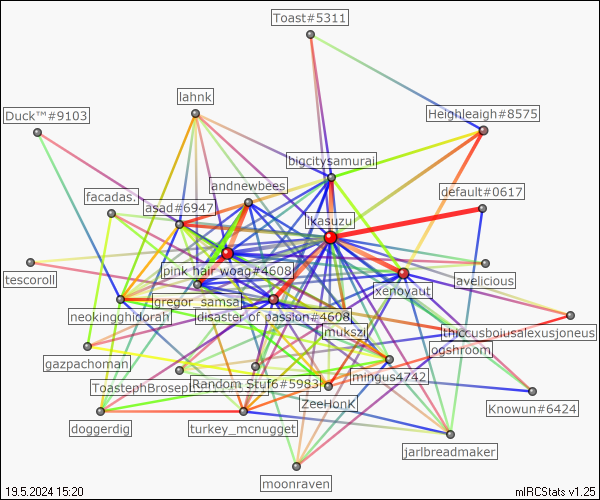 Toast#5311
lahnk
Duck™#9103
Heighleaigh#8575
bigcitysamurai
andnewbees
default#0617
facadas.
asad#6947
Ikasuzu
pink hair woag#4608
tescoroll
avelicious
xenoyaut
gregor_samsa
neokingghidorah
disaster of passion#4608
mukszi
thiccusboiusalexusjoneus
ogshroom
gazpachoman
mingus4742
Random Stuf6#5983
ZeeHonK
Knowun#6424
doggerdig
turkey_mcnugget
jarlbreadmaker
moonraven
19.5.2024 15:20
mIRCStats v1.25